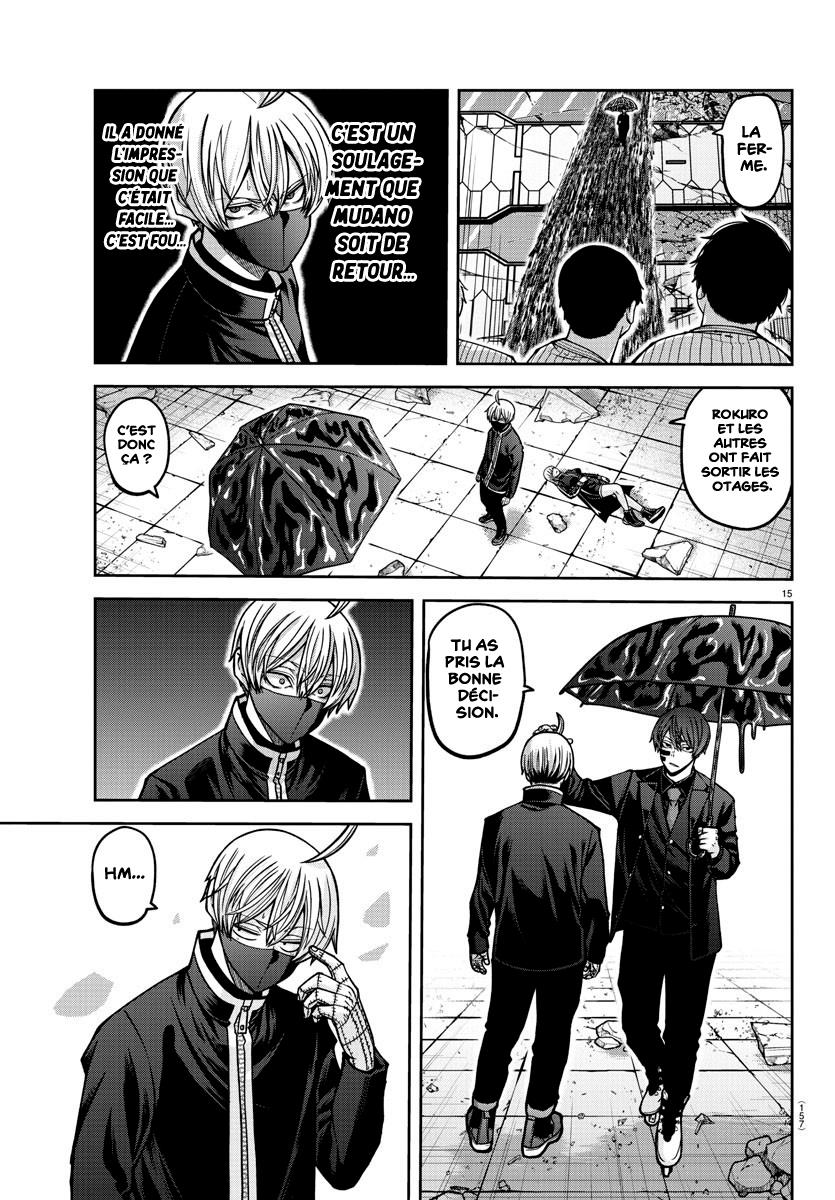 LA
FER-
ME.
C'EST UN
SOULAGE-
MENT QUE
MUDANO
SOIT DE
RETOUR...
IL A DONNÉ
L'IMPRES-
SION QUE
C'ÉTAIT
FACILE...
C'EST FOU...
ROKURO
ET LES
AUTRES
ONT FAIT
SORTIR LES
OTAGES.
C'EST
DONC
ÇA ?
15
TU AS
PRIS LA
BONNE
DÉCI-
SION.
HM...
(157)